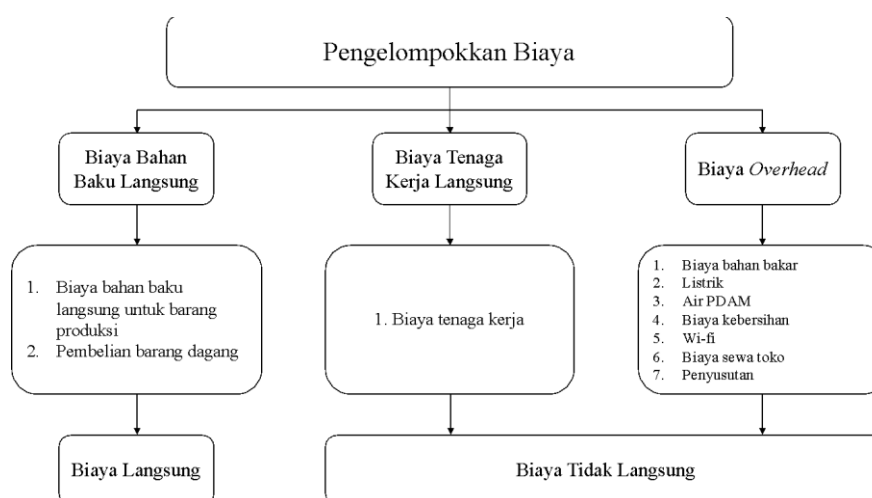 Pengelompokkan Biaya
Biaya Bahan
Baku Langsung
Biaya Tenaga
Kerja Langsung
Biaya Overhead
1. Biaya bahan baku
langsung untuk barang
produksi
2. Pembelian barang dagang
1. Biaya tenaga kerja
1. Biaya bahan bakar
2. Listrik
3. Air PDAM
4. Biaya kebersihan
5. Wi-fi
6. Biaya sewa toko
7. Penyusutan
Biaya Langsung
Biaya Tidak Langsung